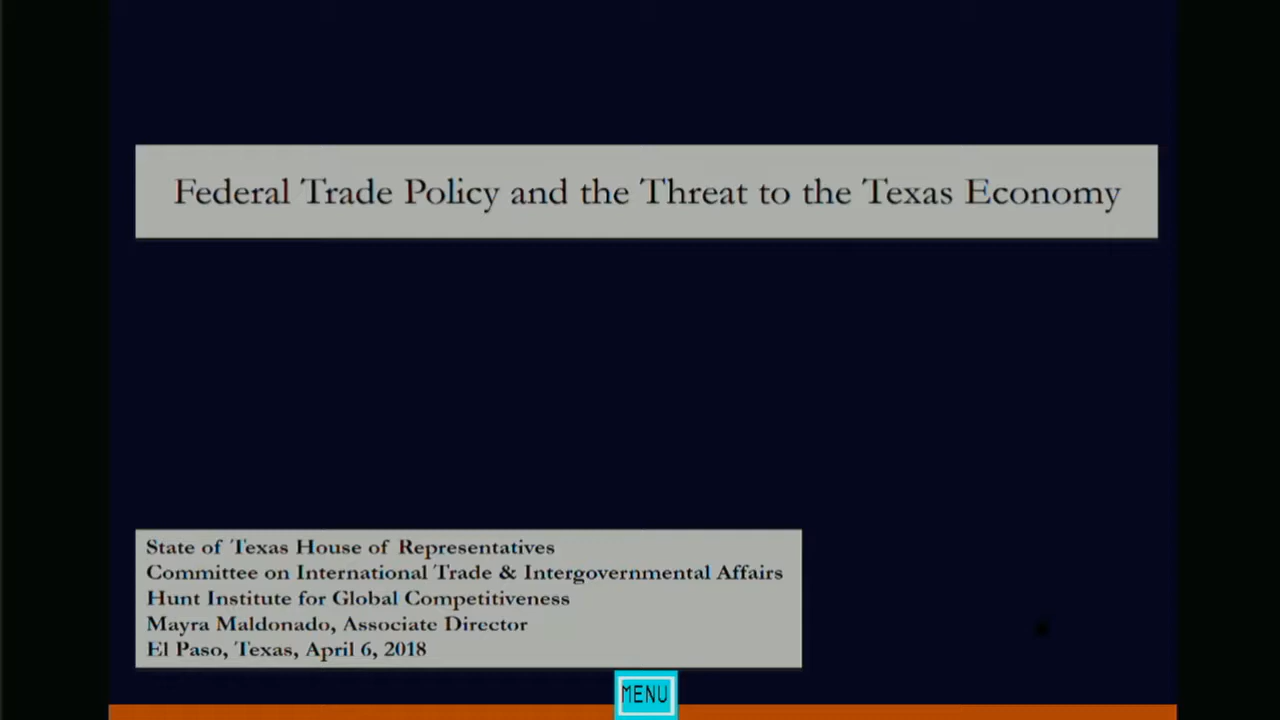 Federal Trade Policy and the Threat to the Texas Economy
State of Texas House of Representatives
Committee on International Trade & Intergovernmental Affairs
Hunt Institute for Global Competitiveness
Mayra Maldonado, Associate Director
El Paso, Texas, April 6, 2018
MENU